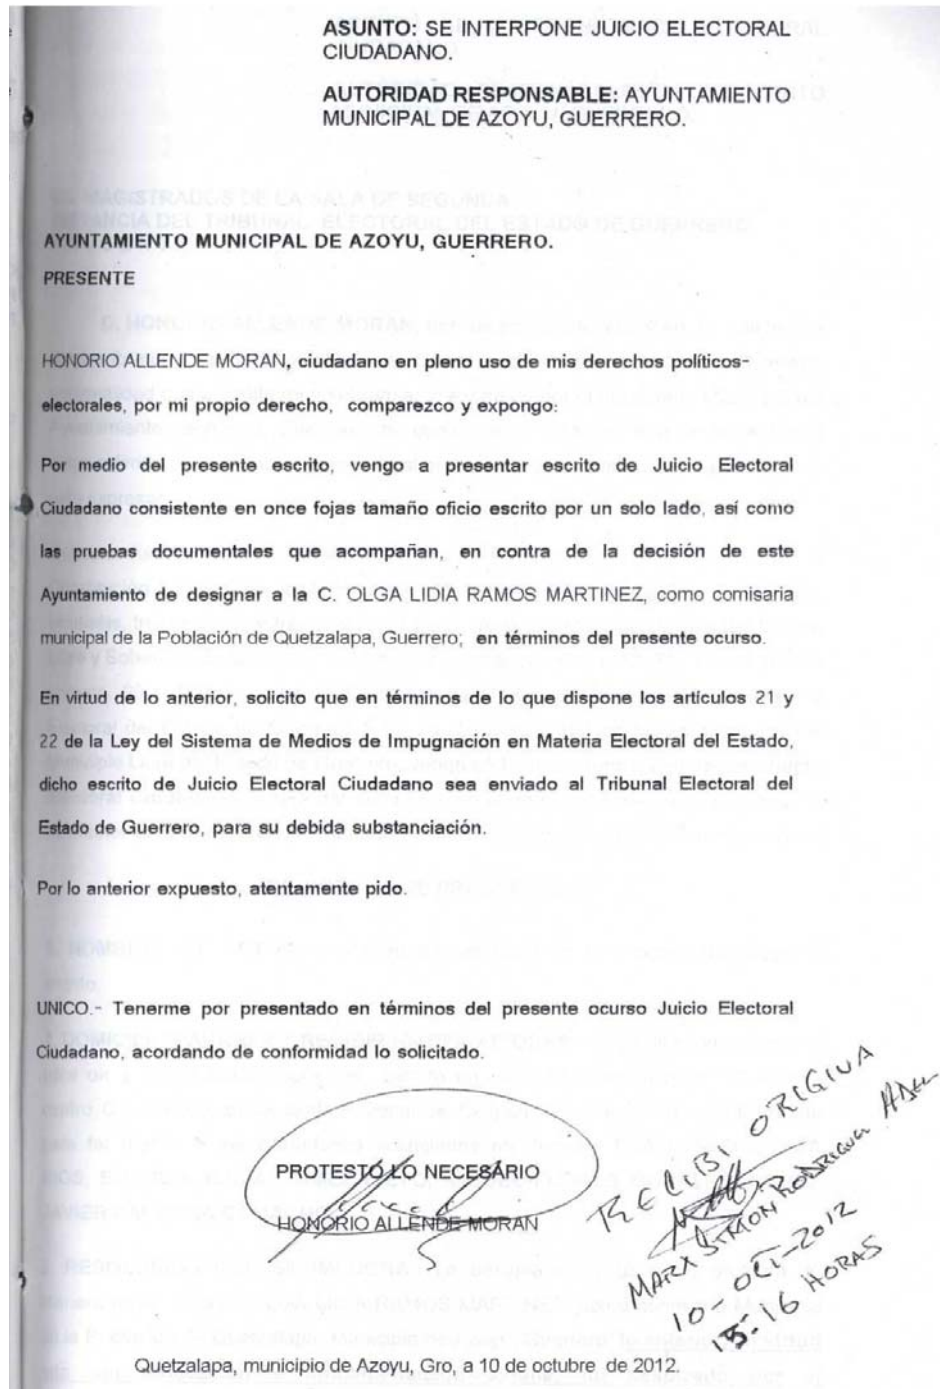 ASUNTO: SE INTERPONE JUICIO ELECTORAL
CIUDADANO.
AUTORIDAD RESPONSABLE: AYUNTAMIENTO
MUNICIPAL DE AZOYU, GUERRERO.
AYUNTAMIENTO MUNICIPAL DE AZOYU, GUERRERO.
PRESENTE
HONORIO ALLENDE MORAN, ciudadano en pleno uso de mis derechos políticos-
electorales, por mi propio derecho, comparezco y expongo:
Por medio del presente escrito, vengo a presentar escrito de Juicio Electoral
Ciudadano consistente en once fojas tamaño oficio escrito por un solo lado, así como
las pruebas documentales que acompañan, en contra de la decisión de este
Ayuntamiento de designar a la C. OLGA LIDIA RAMOS MARTINEZ, como comisaria
municipal de la Población de Quetzalapa, Guerrero; en términos del presente ocurso.
En virtud de lo anterior, solicito que en términos de lo que dispone los artículos 21 y
22 de la Ley del Sistema de Medios de Impugnación en Materia Electoral del Estado,
dicho escrito de Juicio Electoral Ciudadano sea enviado al Tribunal Electoral del
Estado de Guerrero, para su debida substanciación.
Por lo anterior expuesto, atentamente pido.
UNICO.- Tenerme por presentado en términos del presente ocurso Juicio Electoral
Ciudadano, acordando de conformidad lo solicitado.
PROTESTO LO NECESARIO
HONORIO ALLENDE MORAN
RECIBI ORIGINA
MARX SIMON RODRIGUEZ
10-OCT-2012
15:16 HORAS
Quetzalapa, municipio de Azoyu, Gro, a 10 de octubre de 2012.